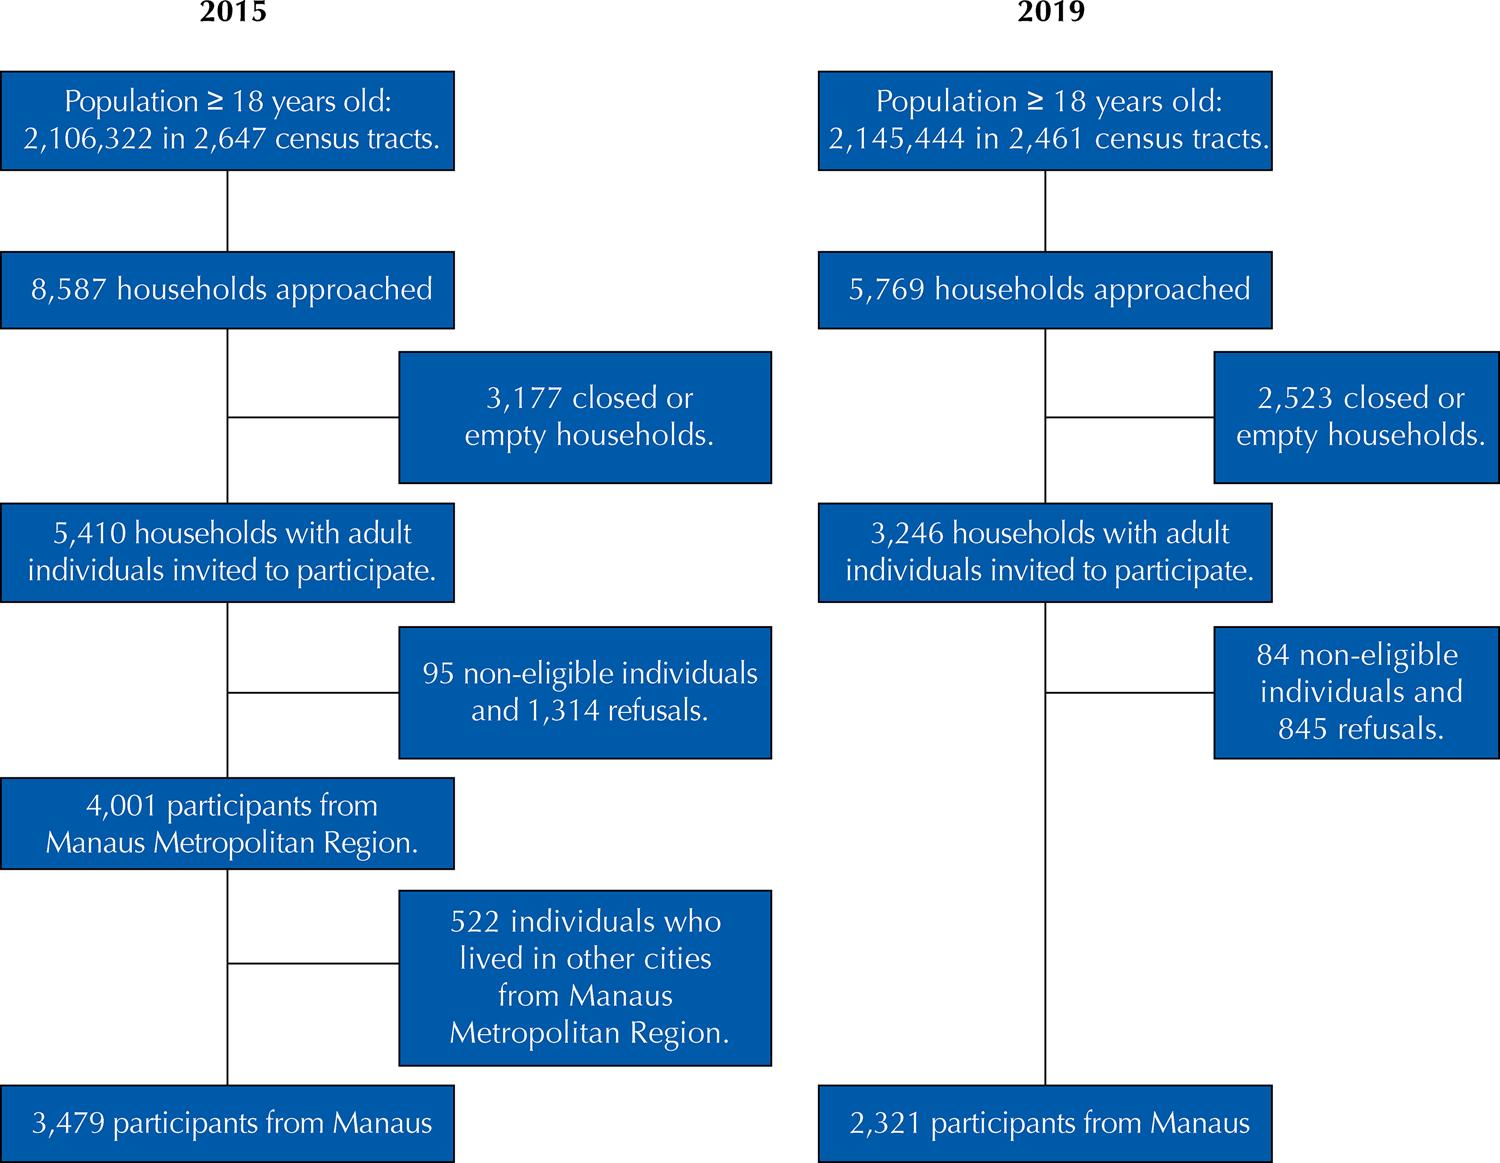 2015
Population ≥ 18 years old:
2,106,322 in 2,647 census tracts.
8,587 households approached
3,177 closed or
empty households.
5,410 households with adult
individuals invited to participate.
95 non-eligible individuals
and 1,314 refusals.
4,001 participants from
Manaus Metropolitan Region.
522 individuals who
lived in other cities
from Manaus
Metropolitan Region.
3,479 participants from Manaus
2019
Population ≥ 18 years old:
2,145,444 in 2,461 census tracts.
5,769 households approached
2,523 closed or
empty households.
3,246 households with adult
individuals invited to participate.
84 non-eligible
individuals and
845 refusals.
2,321 participants from Manaus